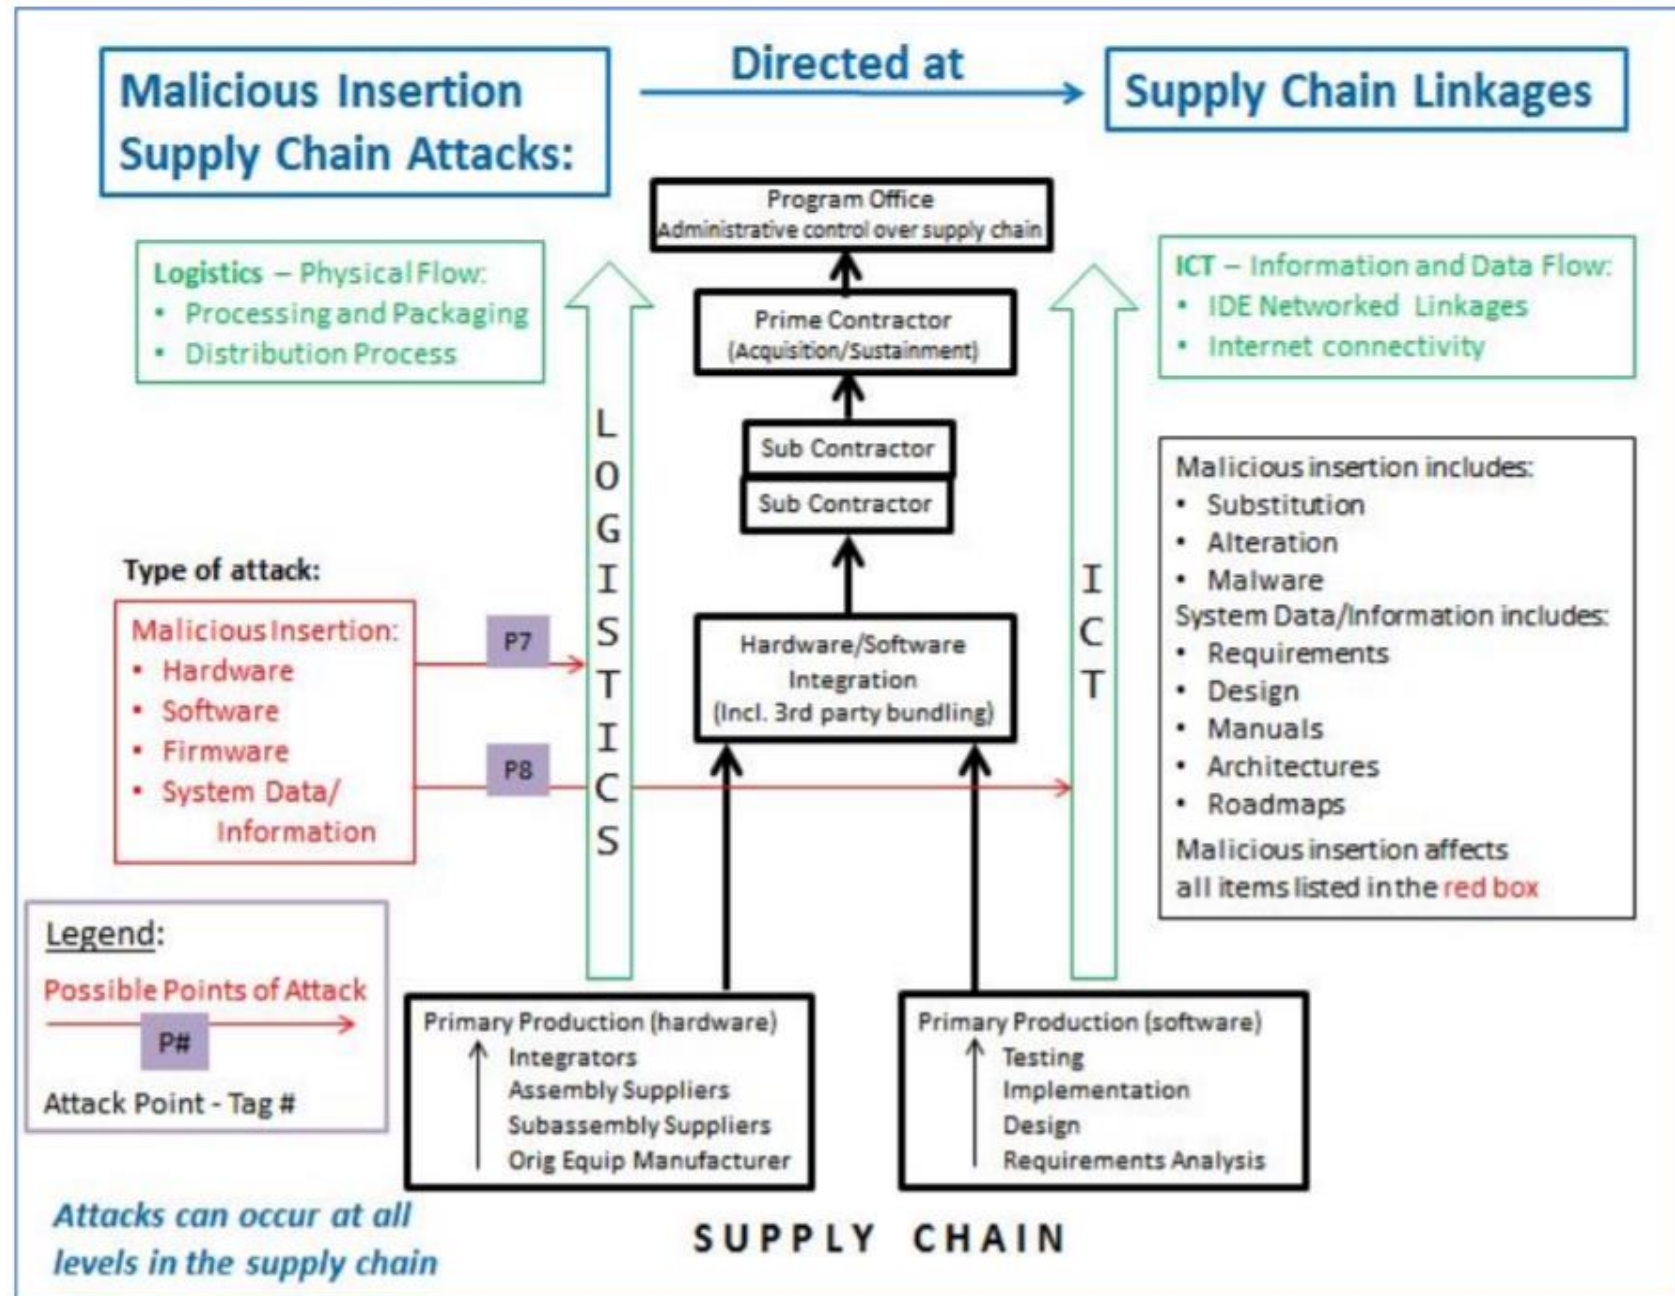 Malicious Insertion
Supply Chain Attacks:
Directed at
Supply Chain Linkages
Program Office
Administrative control over supply chain
Logistics – Physical Flow:
• Processing and Packaging
• Distribution Process
ICT – Information and Data Flow:
• IDE Networked Linkages
• Internet connectivity
Prime Contractor
(Acquisition/Sustainment)
Sub Contractor
Sub Contractor
LOGISTICS
ICT
Malicious insertion includes:
• Substitution
• Alteration
• Malware
System Data/Information includes:
• Requirements
• Design
• Manuals
• Architectures
• Roadmaps
Malicious insertion affects
all items listed in the red box
Type of attack:
Malicious Insertion:
• Hardware
• Software
• Firmware
• System Data/
Information
P7
P8
Hardware/Software
Integration
(Incl. 3rd party bundling)
Legend:
Possible Points of Attack
P#
Attack Point - Tag #
Primary Production (hardware)
Integrators
Assembly Suppliers
Subassembly Suppliers
Orig Equip Manufacturer
Primary Production (software)
Testing
Implementation
Design
Requirements Analysis
Attacks can occur at all
levels in the supply chain
SUPPLY CHAIN